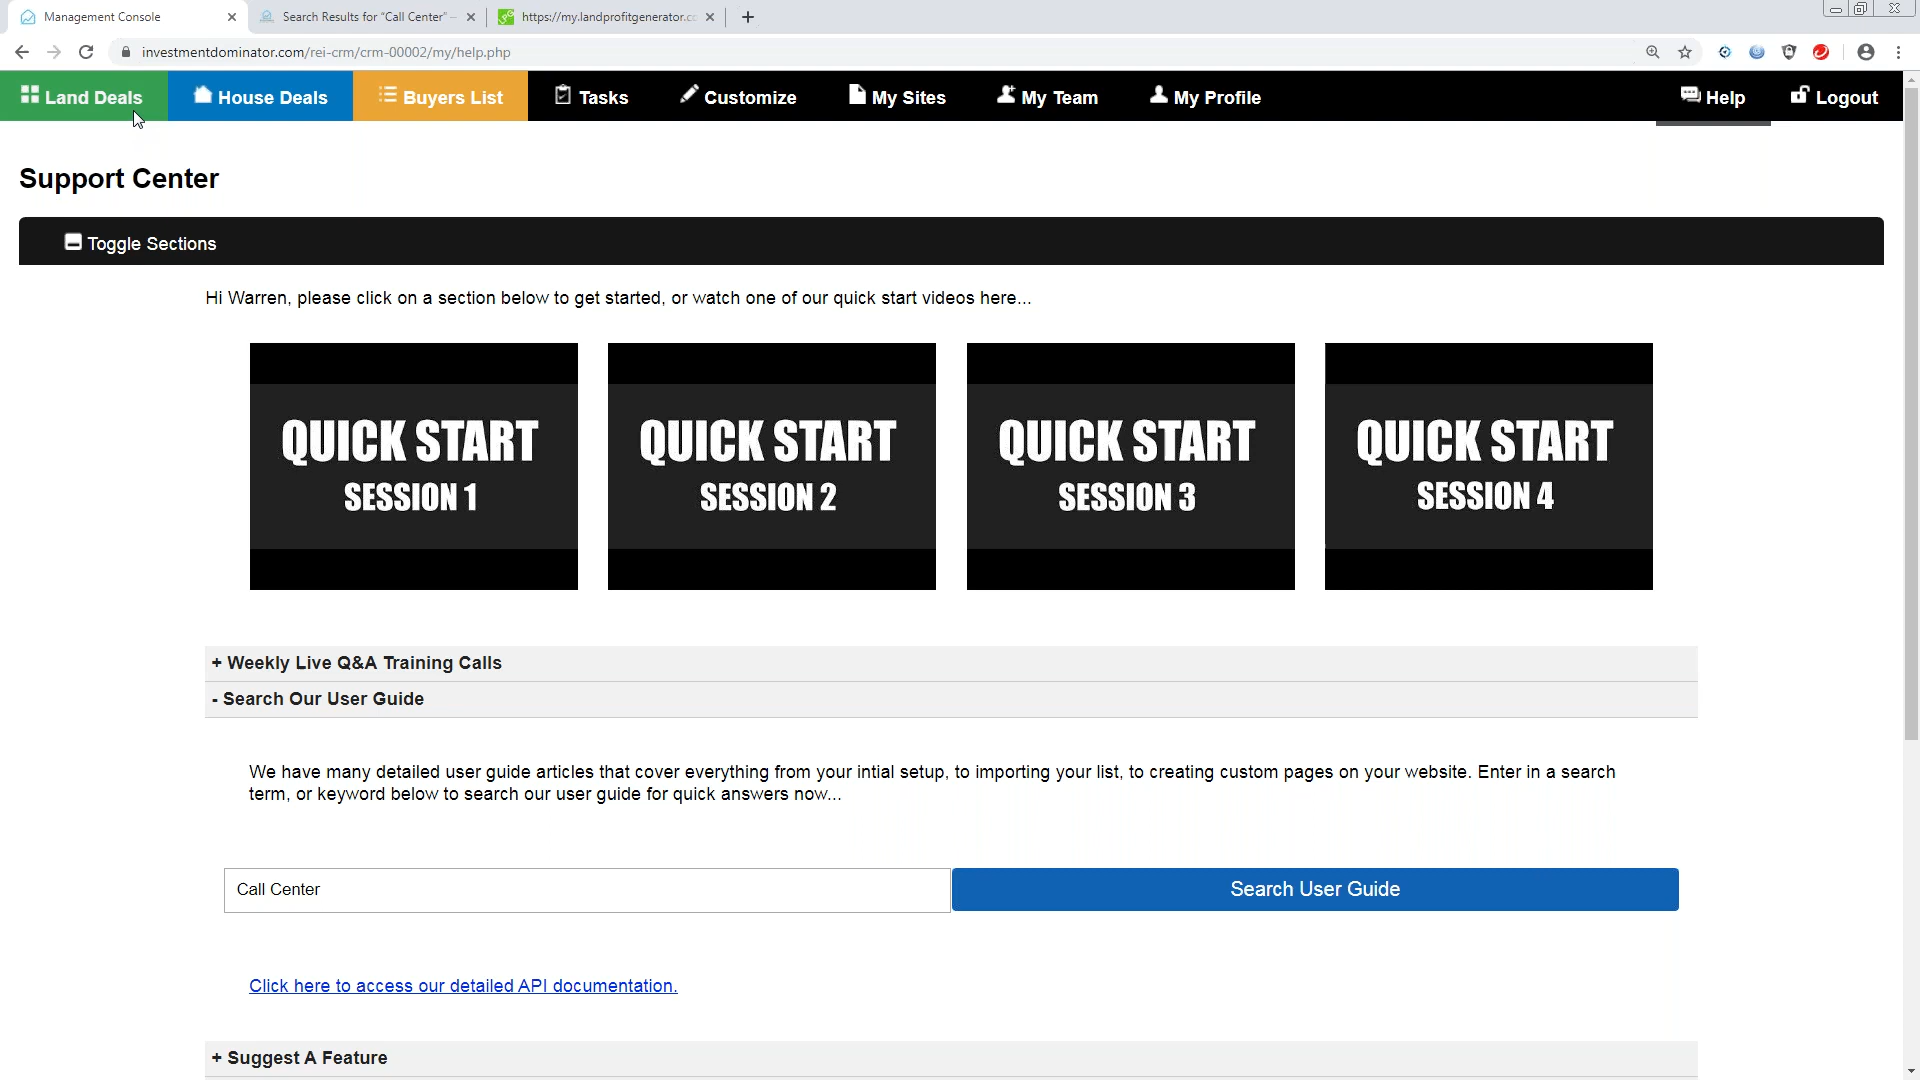 Management Console
Search Results for "Call Center" –
https://my.landprofitgenerator.cc
investmentdominator.com/rei-crm/crm-00002/my/help.php
Land Deals
House Deals
Buyers List
Tasks
Customize
My Sites
My Team
My Profile
Help
Logout
Support Center
Toggle Sections
Hi Warren, please click on a section below to get started, or watch one of our quick start videos here...
QUICK START
SESSION 1
QUICK START
SESSION 2
QUICK START
SESSION 3
QUICK START
SESSION 4
+ Weekly Live Q&A Training Calls
- Search Our User Guide
We have many detailed user guide articles that cover everything from your intial setup, to importing your list, to creating custom pages on your website. Enter in a search
term, or keyword below to search our user guide for quick answers now...
Call Center
Search User Guide
Click here to access our detailed API documentation.
+ Suggest A Feature